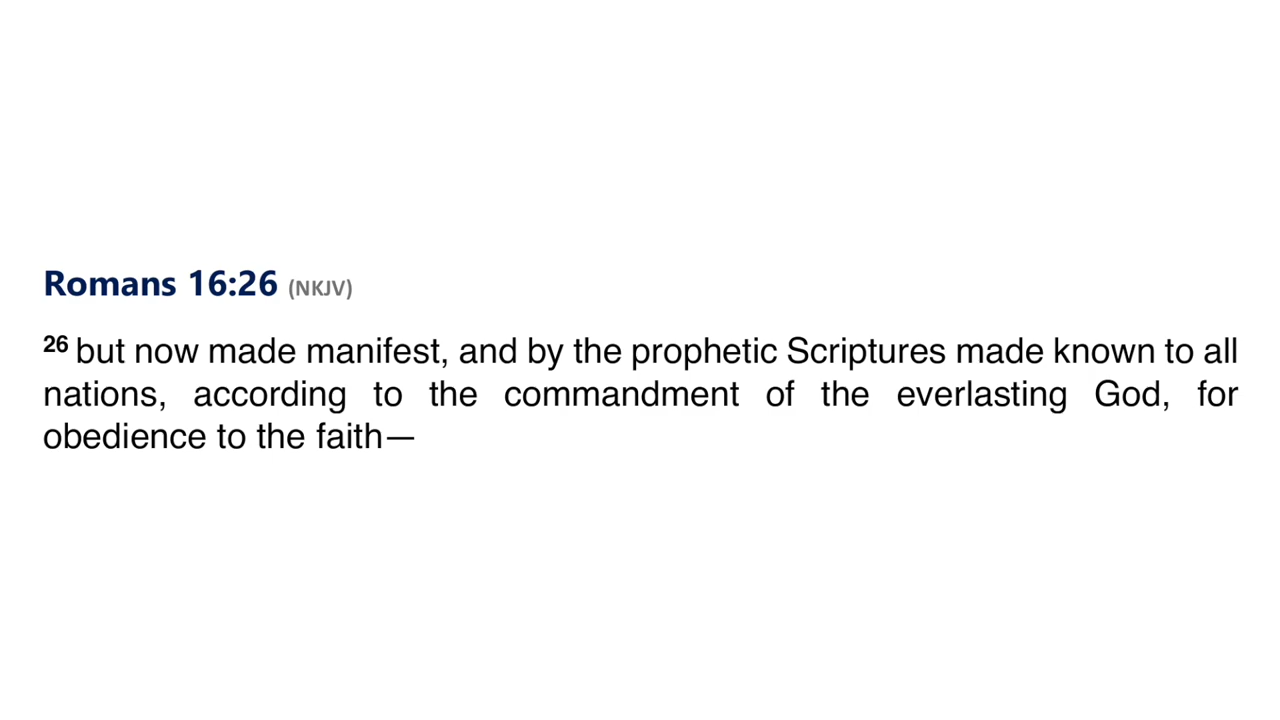 Romans 16:26 (NKJV)
26 but now made manifest, and by the prophetic Scriptures made known to all
nations, according to the commandment of the everlasting God, for
obedience to the faith—